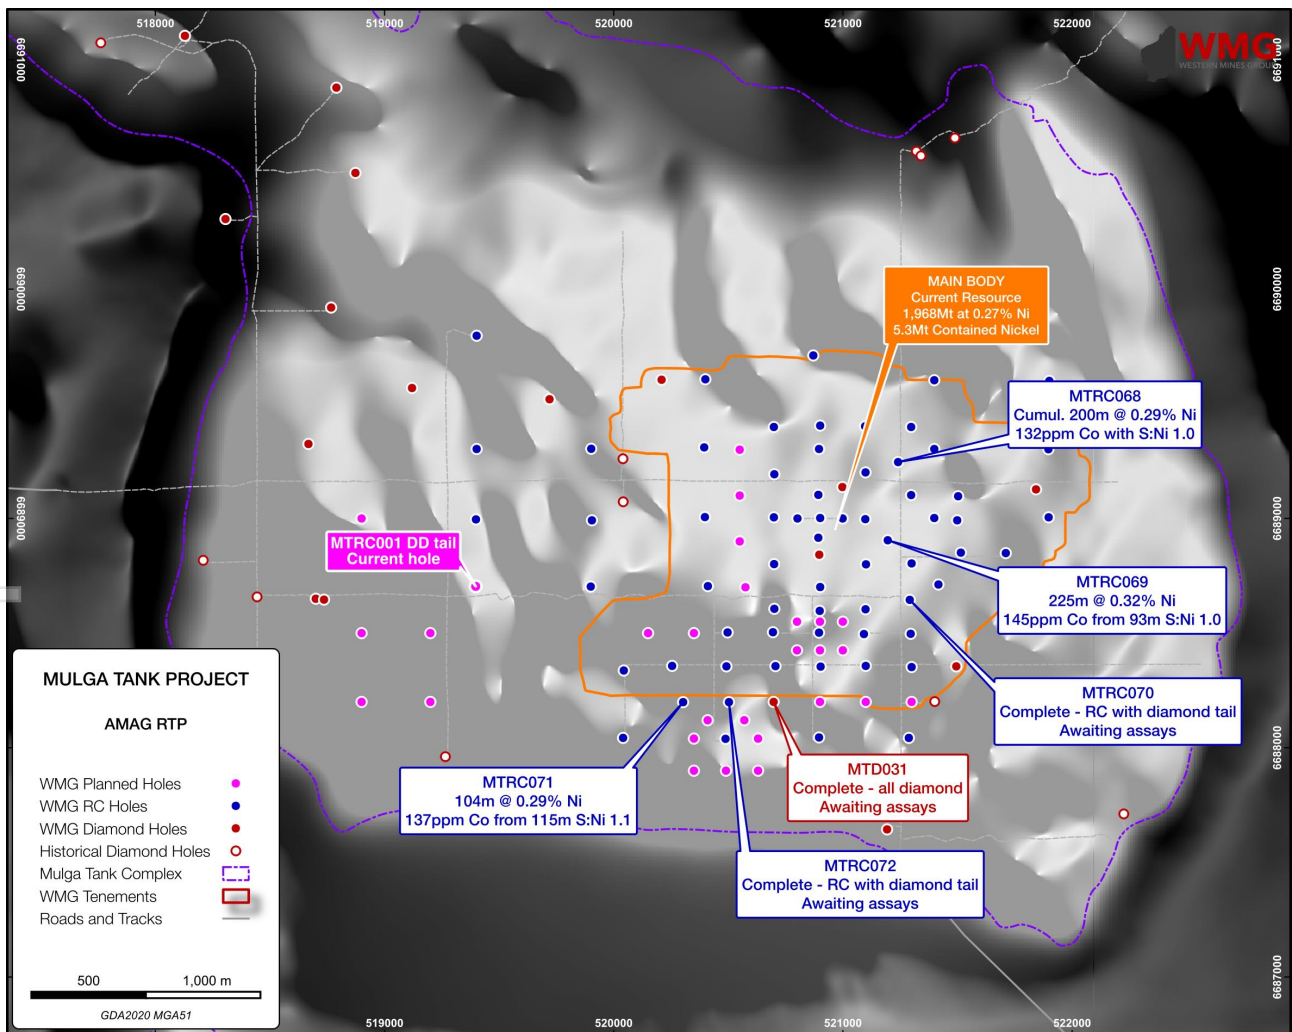 518000
519000
520000
521000
522000
6691000
6691000
WMG
WESTERN MINES GROUP
6690000
6690000
MAIN BODY
Current Resource
1,968Mt at 0.27% Ni
5.3Mt Contained Nickel
MTRC068
Cumul. 200m @ 0.29% Ni
132ppm Co with S:Ni 1.0
6689000
6689000
MTRC001 DD tail
Current hole
MTRC069
225m @ 0.32% Ni
145ppm Co from 93m S:Ni 1.0
MTRC070
Complete - RC with diamond tail
Awaiting assays
6688000
MTD031
Complete - all diamond
Awaiting assays
MTRC071
104m @ 0.29% Ni
137ppm Co from 115m S:Ni 1.1
MTRC072
Complete - RC with diamond tail
Awaiting assays
MULGA TANK PROJECT
AMAG RTP
WMG Planned Holes
WMG RC Holes
WMG Diamond Holes
Historical Diamond Holes
Mulga Tank Complex
WMG Tenements
Roads and Tracks
500
1,000 m
GDA2020 MGA51
6687000
519000
520000
521000
522000